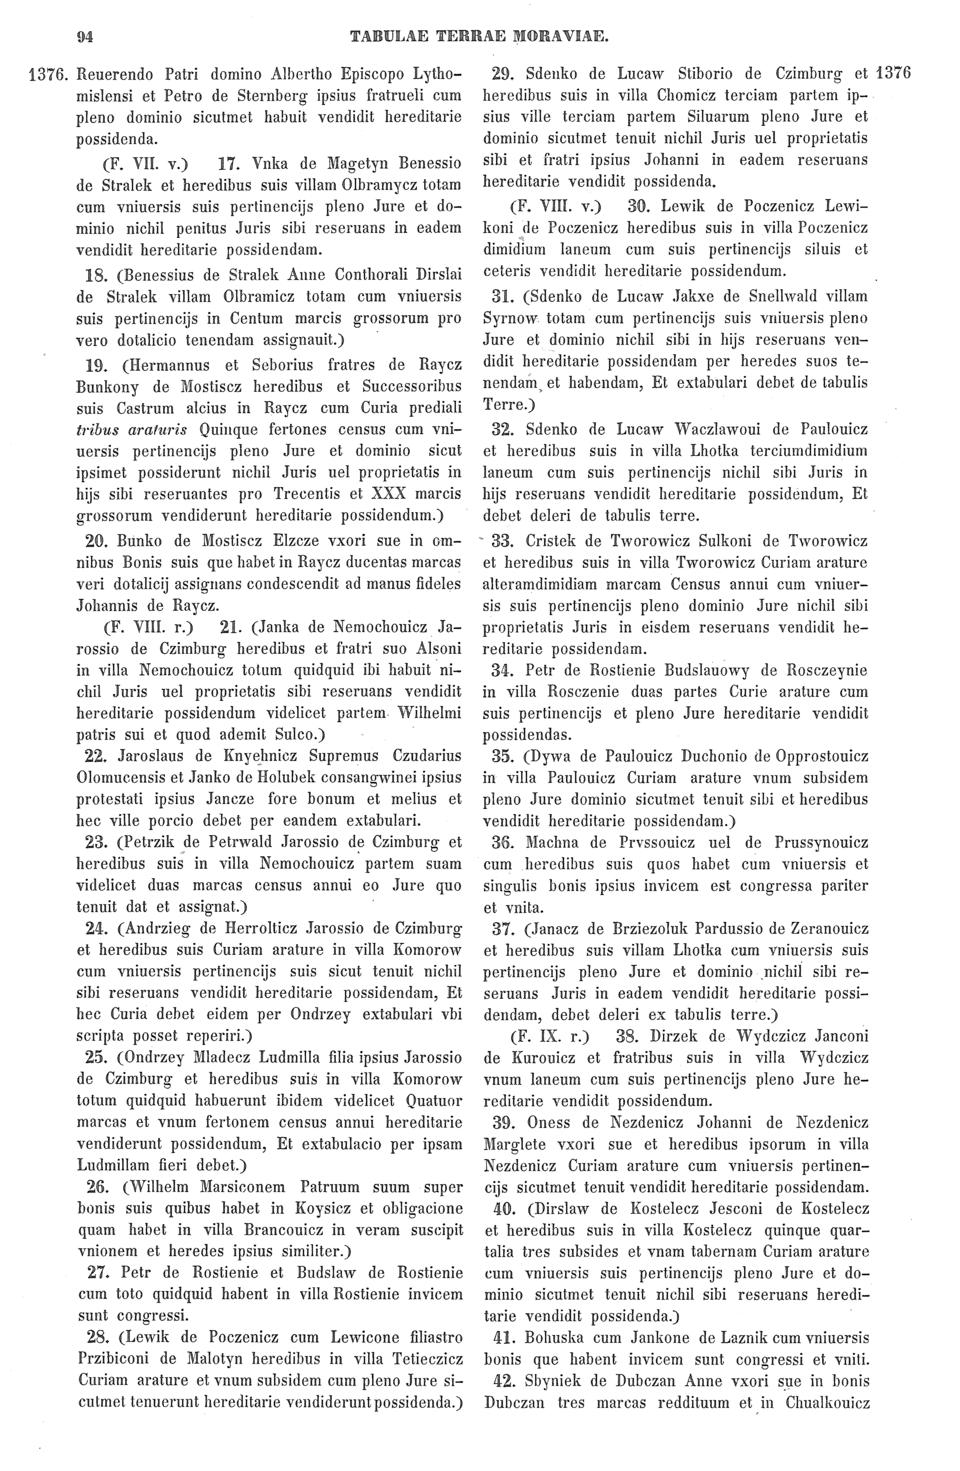 94
TABULAE TERRAE MORAVIAE.
1376. Reuerendo Patri domino Albertho Episcopo Lytho-
mislensi et Petro de Sternberg ipsius fratrueli cum
pleno dominio sicutmet habuit vendidit hereditarie
possidenda.
(F. VII. v.) 17. Vnka de Magetyn Benessio
de Stralek et heredibus suis villam Olbramycz totam
cum vniuersis suis pertinencijs pleno Jure et do-
minio nichil penitus Juris sibi reseruans in eadem
vendidit hereditarie possidendam.
18. (Benessius de Stralek Anne Conthorali Dirslai
de Stralek villam Olbramicz totam cum vniuersis
suis pertinencijs in Centum marcis grossorum pro
vero dotalicio tenendam assignauit.)
19. (Hermannus et Seborius fratres de Raycz
Bunkony de Mostiscz heredibus et Successoribus
suis Castrum alcius in Raycz cum Curia prediali
tribus araturis Quinque fertones census cum vni-
uersis pertinencijs pleno Jure et dominio sicut
ipsimet possiderunt nichil Juris uel proprietatis in
hijs sibi reseruantes pro Trecentis et XXX marcis
grossorum vendiderunt hereditarie possidendum.)
20. Bunko de Mostiscz Elzcze vxori sue in om-
nibus Bonis suis que habet in Raycz ducentas marcas
veri dotalicij assignans condescendit ad manus fideles
Johannis de Raycz.
(F. VIII. r.) 21. (Janka de Nemochouicz Ja-
rossio de Czimburg heredibus et fratri suo Alsoni
in villa Nemochouicz totum quidquid ibi habuit ni-
chil Juris uel proprietatis sibi reseruans vendidit
hereditarie possidendum videlicet partem Wilhelmi
patris sui et quod ademit Sulco.)
22. Jaroslaus de Knyehnicz Supremus Czudarius
Olomucensis et Janko de Holubek consangwinei ipsius
protestati ipsius Jancze fore bonum et melius et
hec ville porcio debet per eandem extabulari.
23. (Petrzik de Petrwald Jarossio de Czimburg et
heredibus suis in villa Nemochouicz partem suam
videlicet duas marcas census annui eo Jure quo
tenuit dat et assignat.)
24. (Andrzieg de Herrolticz Jarossio de Czimburg
et heredibus suis Curiam arature in villa Komorow
cum vniuersis pertinencijs suis sicut tenuit nichil
sibi reseruans vendidit hereditarie possidendam, Et
hec Curia debet eidem per Ondrzey extabulari vbi
scripta posset reperiri.)
25. (Ondrzey Mladecz Ludmilla filia ipsius Jarossio
de Czimburg et heredibus suis in villa Komorow
totum quidquid habuerunt ibidem videlicet Quatuor
marcas et vnum fertonem census annui hereditarie
vendiderunt possidendum, Et extabulacio per ipsam
Ludmillam fieri debet.)
26. (Wilhelm Marsiconem Patruum suum super
bonis suis quibus habet in Koysicz et obligacione
quam habet in villa Brancouicz in veram suscipit
vnionem et heredes ipsius similiter.)
27. Petr de Rostienie et Budslaw de Rostienie
cum toto quidquid habent in villa Rostienie invicem
sunt congressi.
28. (Lewik de Poczenicz cum Lewicone filiastro
Przibiconi de Malotyn heredibus in villa Tetieczicz
Curiam arature et vnum subsidem cum pleno Jure si-
cutmet tenuerunt hereditarie vendiderunt possidenda.)
29. Sdenko de Lucaw Stiborio de Czimburg et 1376
heredibus suis in villa Chomicz terciam partem ip-
sius ville terciam partem Siluarum pleno Jure et
dominio sicutmet tenuit nichil Juris uel proprietatis
sibi et fratri ipsius Johanni in eadem reseruans
hereditarie vendidit possidenda.
(F. VIII. v.) 30. Lewik de Poczenicz Lewi-
koni de Poczenicz heredibus suis in villa Poczenicz
dimidium laneum cum suis pertinencijs siluis et
ceteris vendidit hereditarie possidendum.
31. (Sdenko de Lucaw Jakxe de Snellwald villam
Syrnow totam cum pertinencijs suis vniuersis pleno
Jure et dominio nichil sibi in hijs reseruans ven-
didit hereditarie possidendam per heredes suos te-
nendam et habendam, Et extabulari debet de tabulis
Terre.)
32. Sdenko de Lucaw Waczlawoui de Paulouicz
et heredibus suis in villa Lhotka terciumdimidium
laneum cum suis pertinencijs nichil sibi Juris in
hijs reseruans vendidit hereditarie possidendum, Et
debet deleri de tabulis terre.
33. Cristek de Tworowicz Sulkoni de Tworowicz
et heredibus suis in villa Tworowicz Curiam arature
alteramdimidiam marcam Census annui cum vniuer-
sis suis pertinencijs pleno dominio Jure nichil sibi
proprietatis Juris in eisdem reseruans vendidit he-
reditarie possidendam.
34. Petr de Rostienie Budslauowy de Rosczeynie
in villa Rosczenie duas partes Curie arature cum
suis pertinencijs et pleno Jure hereditarie vendidit
possidendas.
35. (Dywa de Paulouicz Duchonio de Opprostouicz
in villa Paulouicz Curiam arature vnum subsidem
pleno Jure dominio sicutmet tenuit sibi et heredibus
vendidit hereditarie possidendam.)
36. Machna de Prvssouicz uel de Prussynouicz
cum heredibus suis quos habet cum vniuersis et
singulis bonis ipsius invicem est congressa pariter
et vnita.
37. (Janacz de Brziezoluk Pardussio de Zeranouicz
et heredibus suis villam Lhotka cum vniuersis suis
pertinencijs pleno Jure et dominio nichil sibi re-
seruans Juris in eadem vendidit hereditarie possi-
dendam, debet deleri ex tabulis terre.)
(F. IX. r.) 38. Dirzek de Wydczicz Janconi
de Kurouicz et fratribus suis in villa Wydczicz
vnum laneum cum suis pertinencijs pleno Jure he-
reditarie vendidit possidendum.
39. Oness de Nezdenicz Johanni de Nezdenicz
Marglete vxori sue et heredibus ipsorum in villa
Nezdenicz Curiam arature cum vniuersis pertinen-
cijs sicutmet tenuit vendidit hereditarie possidendam.
40. (Dirslaw de Kostelecz Jesconi de Kostelecz
et heredibus suis in villa Kostelecz quinque quar-
talia tres subsides et vnam tabernam Curiam arature
cum vniuersis suis pertinencijs pleno Jure et do-
minio sicutmet tenuit nichil sibi reseruans heredi-
tarie vendidit possidenda.)
41. Bohuska cum Jankone de Laznik cum vniuersis
bonis que habent invicem sunt congressi et vniti.
42. Sbyniek de Dubczan Anne vxori sue in bonis
Dubczan tres marcas reddituum et in Chualkouicz